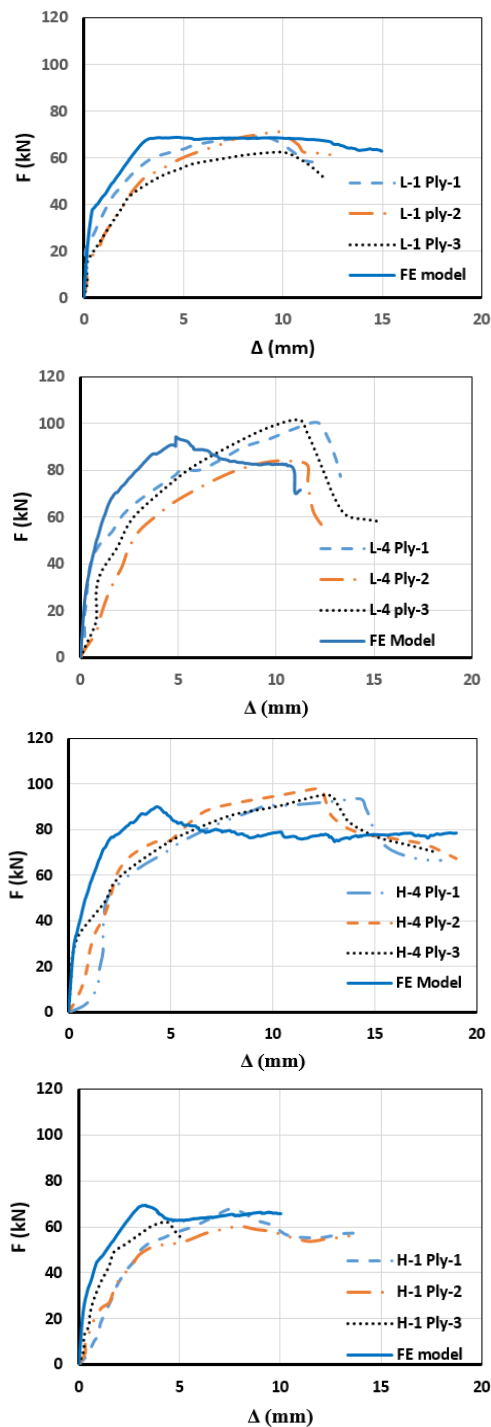 120
100
80
60
40
20
0
F (kN)
0 5 10 15 20
Δ (mm)
L-1 Ply-1
L-1 ply-2
L-1 Ply-3
FE model
120
100
80
60
40
20
0
F (kN)
0 5 10 15 20
Δ (mm)
L-4 Ply-1
L-4 Ply-2
L-4 ply-3
FE Model
120
100
80
60
40
20
0
F (kN)
0 5 10 15 20
Δ (mm)
H-4 Ply-1
H-4 Ply-2
H-4 Ply-3
FE Model
120
100
80
60
40
20
0
F (kN)
0 5 10 15 20
Δ (mm)
H-1 Ply-1
H-1 Ply-2
H-1 Ply-3
FE model